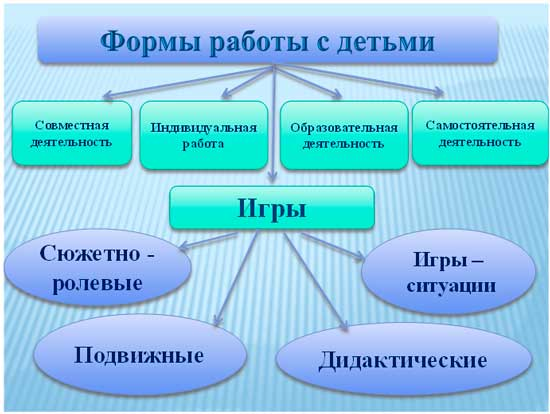 Формы работы с детьми
Совместная
деятельность
Индивидуальная
работа
Образовательная
деятельность
Самостоятельная
деятельность
Игры
Сюжетно -
ролевые
Игры –
ситуации
Подвижные
Дидактические